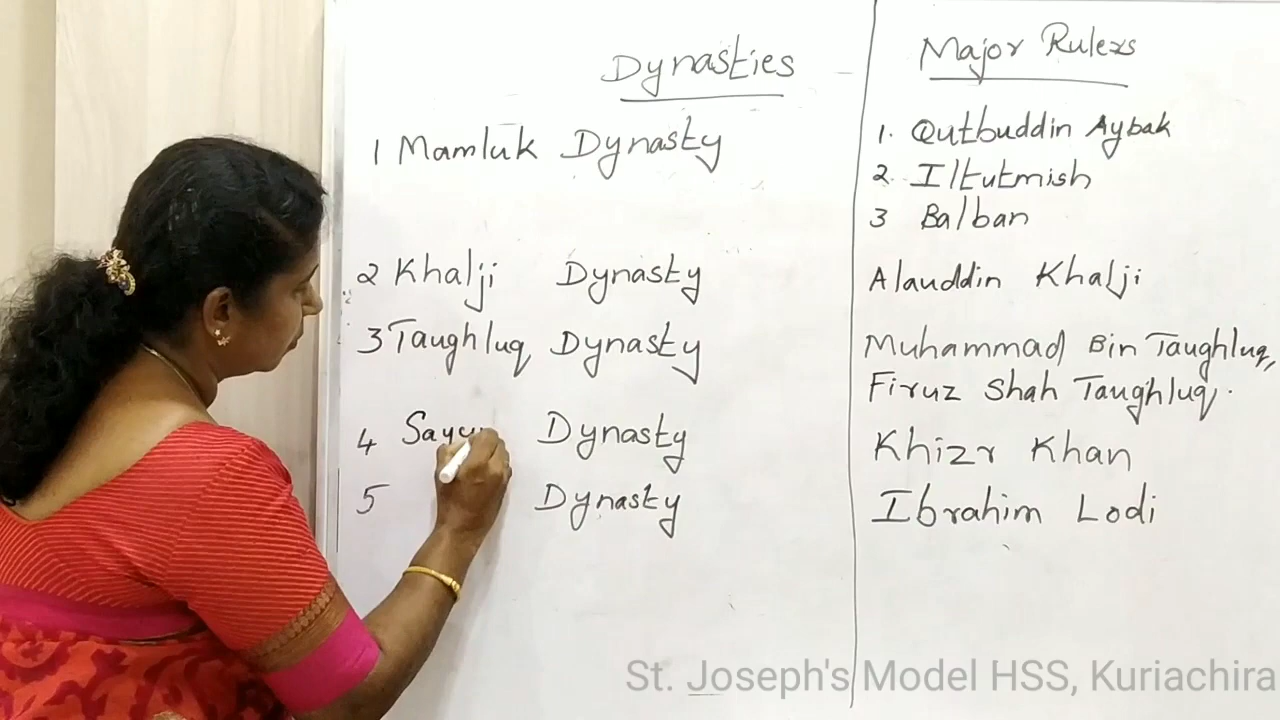 Dynasties
Major Rulers
1 Mamluk Dynasty
1. Qutbuddin Aybak
2. Iltutmish
3 Balban
2 Khalji Dynasty
Alauddin Khalji
3 Taughluq Dynasty
Muhammad Bin Taughluq,
Firuz Shah Taughluq.
4 Dynasty
Khizr Khan
5 Dynasty
Ibrahim Lodi
St. Joseph's Model HSS, Kuriachira